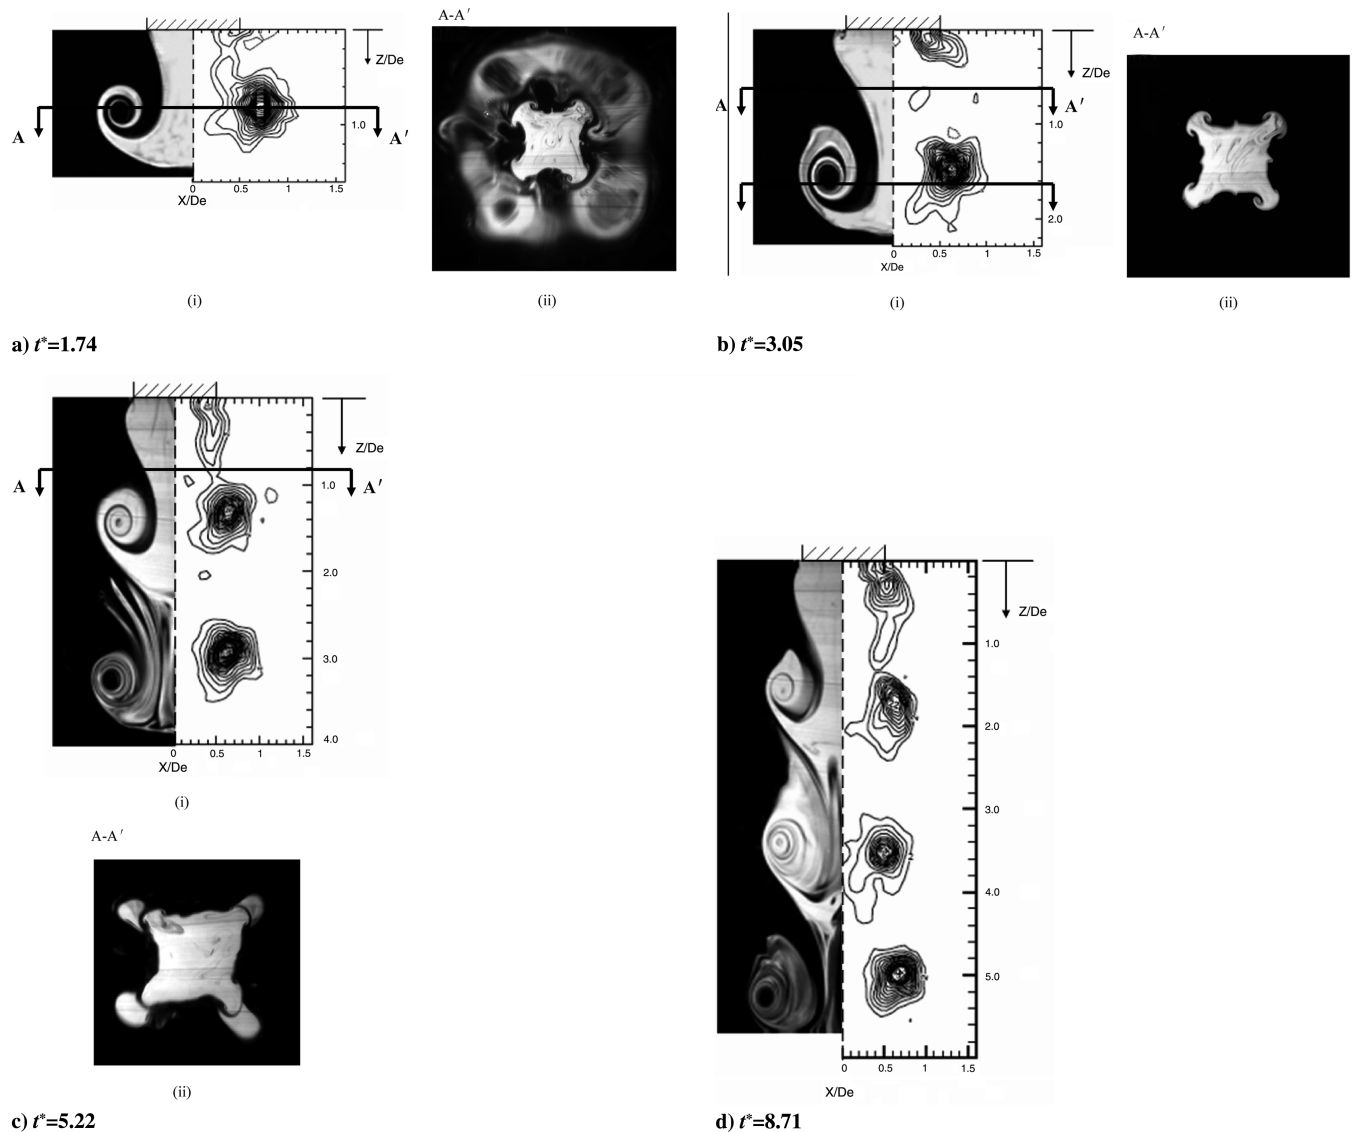 A-A′
Z/De
A
A′
1.0
0
0.5
1
1.5
X/De
(i)
(ii)
a) t*=1.74
A-A′
Z/De
A
A′
1.0
2.0
0
0.5
1
1.5
X/De
(i)
(ii)
b) t*=3.05
Z/De
A
A′
1.0
2.0
3.0
4.0
0
0.5
1
1.5
X/De
(i)
A-A′
(ii)
c) t*=5.22
Z/De
1.0
2.0
3.0
2
4.0
5.0
0
0.5
1
1.5
X/De
d) t*=8.71